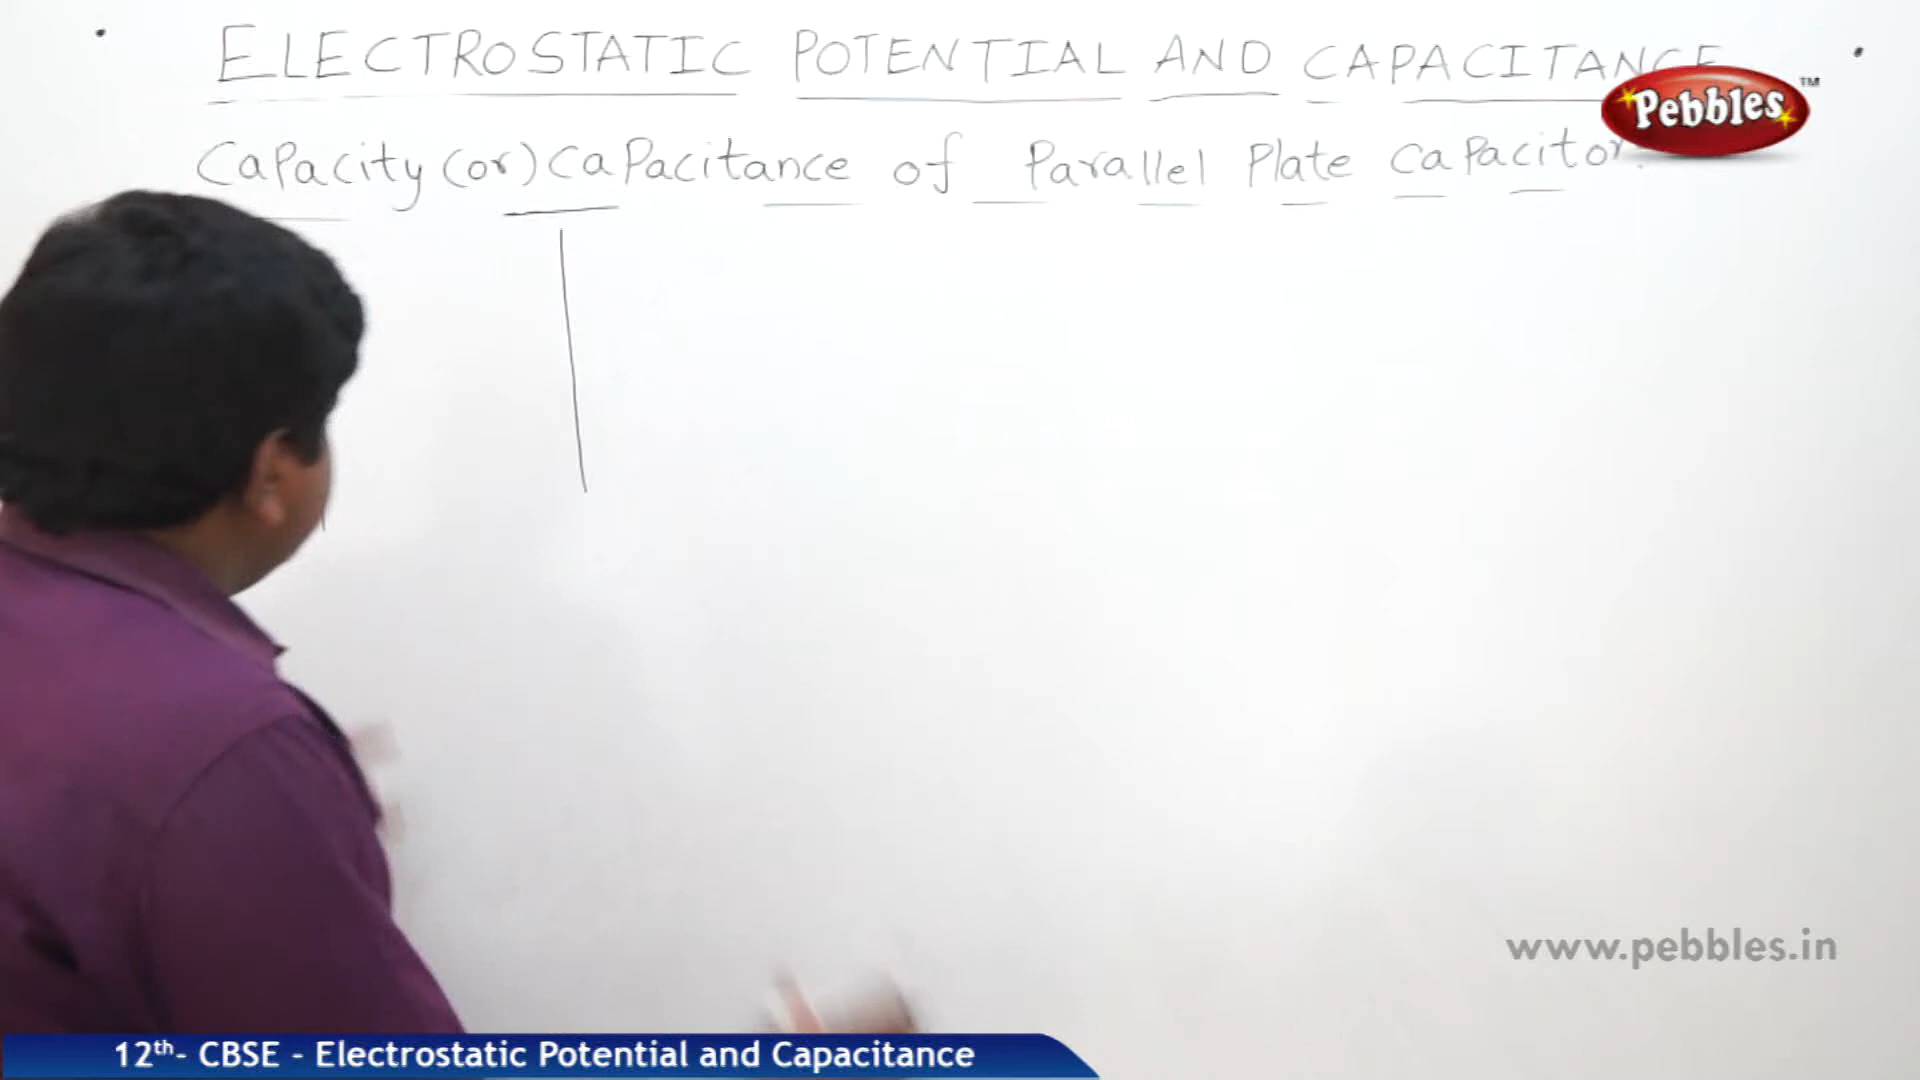 ELECTROSTATIC POTENTIAL AND CAPACITANCE
Pebbles™
Capacity (or) Capacitance of Parallel Plate Capacitor.
www.pebbles.in
12th- CBSE - Electrostatic Potential and Capacitance